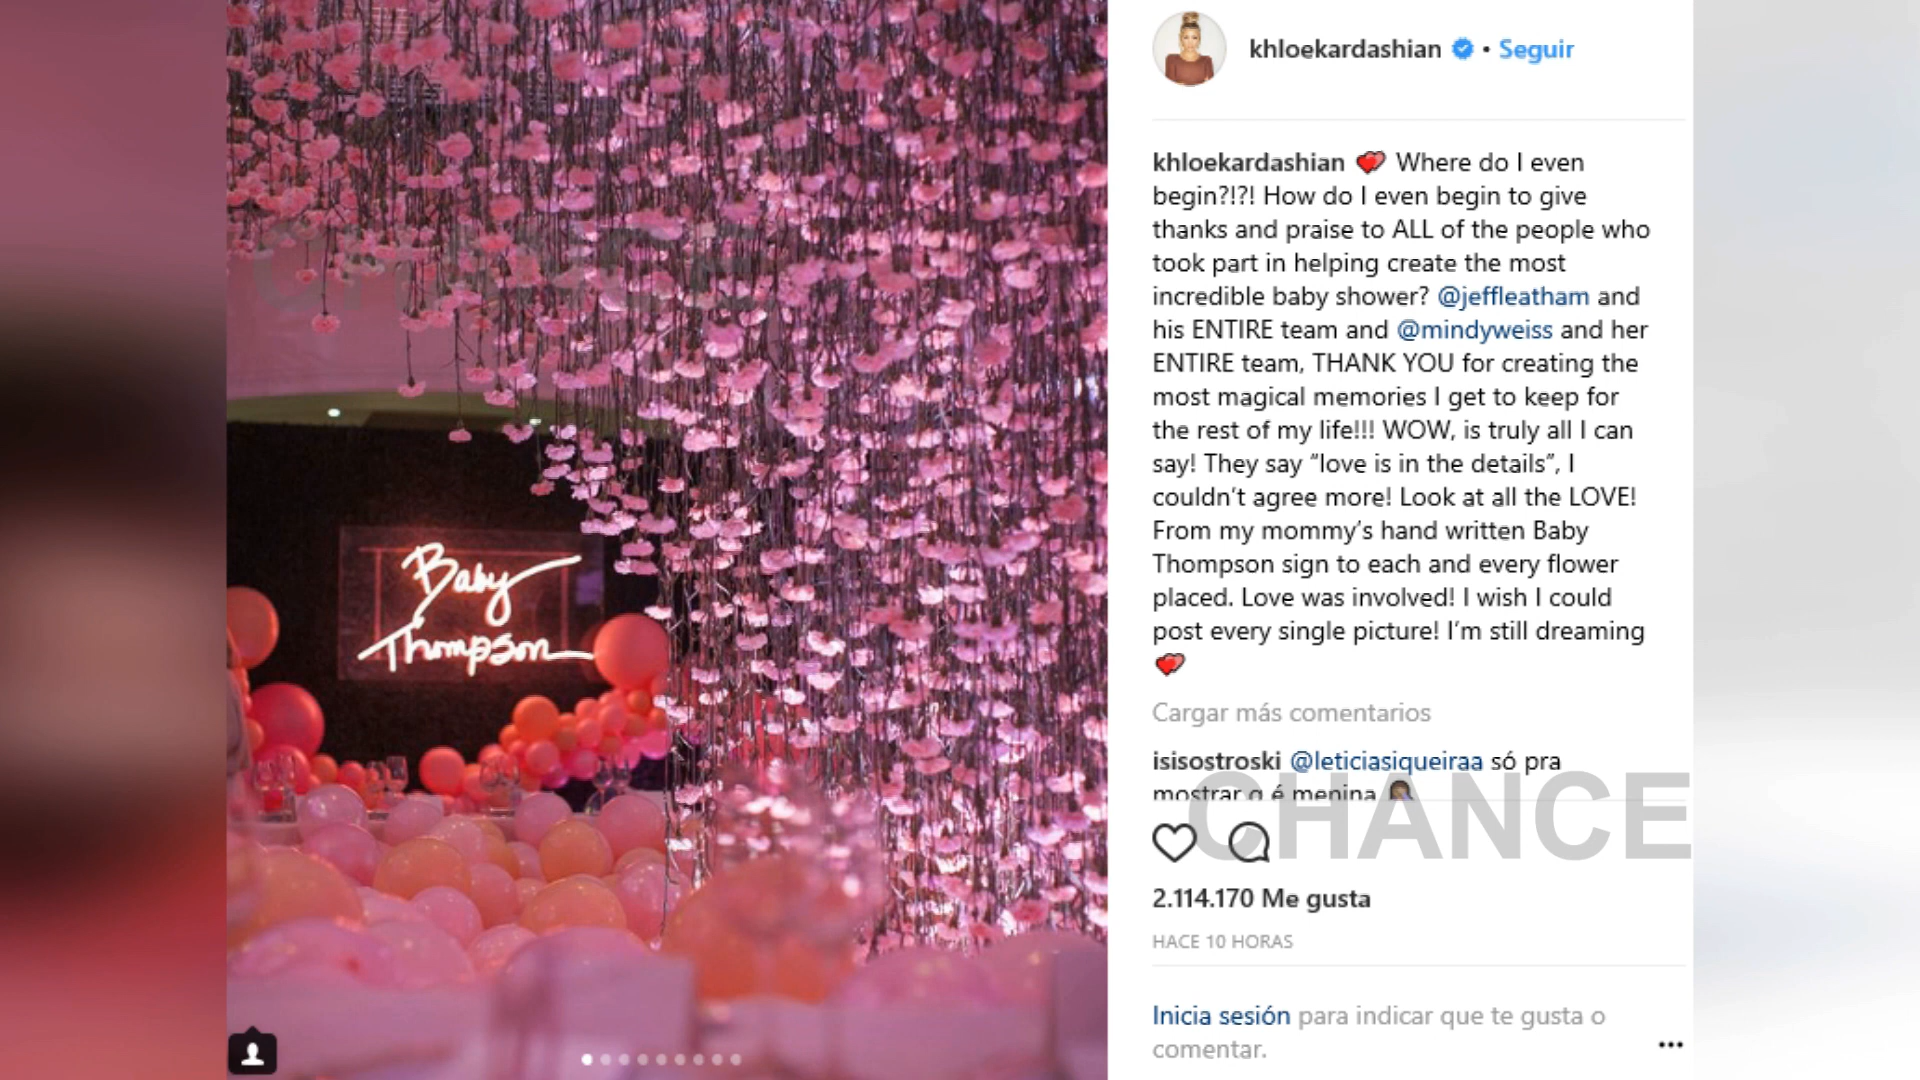 Baby
Thompson
khloekardashian • Seguir
khloekardashian Where do I even
begin?!?! How do I even begin to give
thanks and praise to ALL of the people who
took part in helping create the most
incredible baby shower? @jeffleatham and
his ENTIRE team and @mindyweiss and her
ENTIRE team, THANK YOU for creating the
most magical memories I get to keep for
the rest of my life!!! WOW, is truly all I can
say! They say “love is in the details”, I
couldn’t agree more! Look at all the LOVE!
From my mommy’s hand written Baby
Thompson sign to each and every flower
placed. Love was involved! I wish I could
post every single picture! I’m still dreaming
Cargar más comentarios
isisostroski @leticiasiqueiraa só pra
mostrar q é menina
CHANCE
2.114.170 Me gusta
HACE 10 HORAS
Inicia sesión para indicar que te gusta o
comentar.